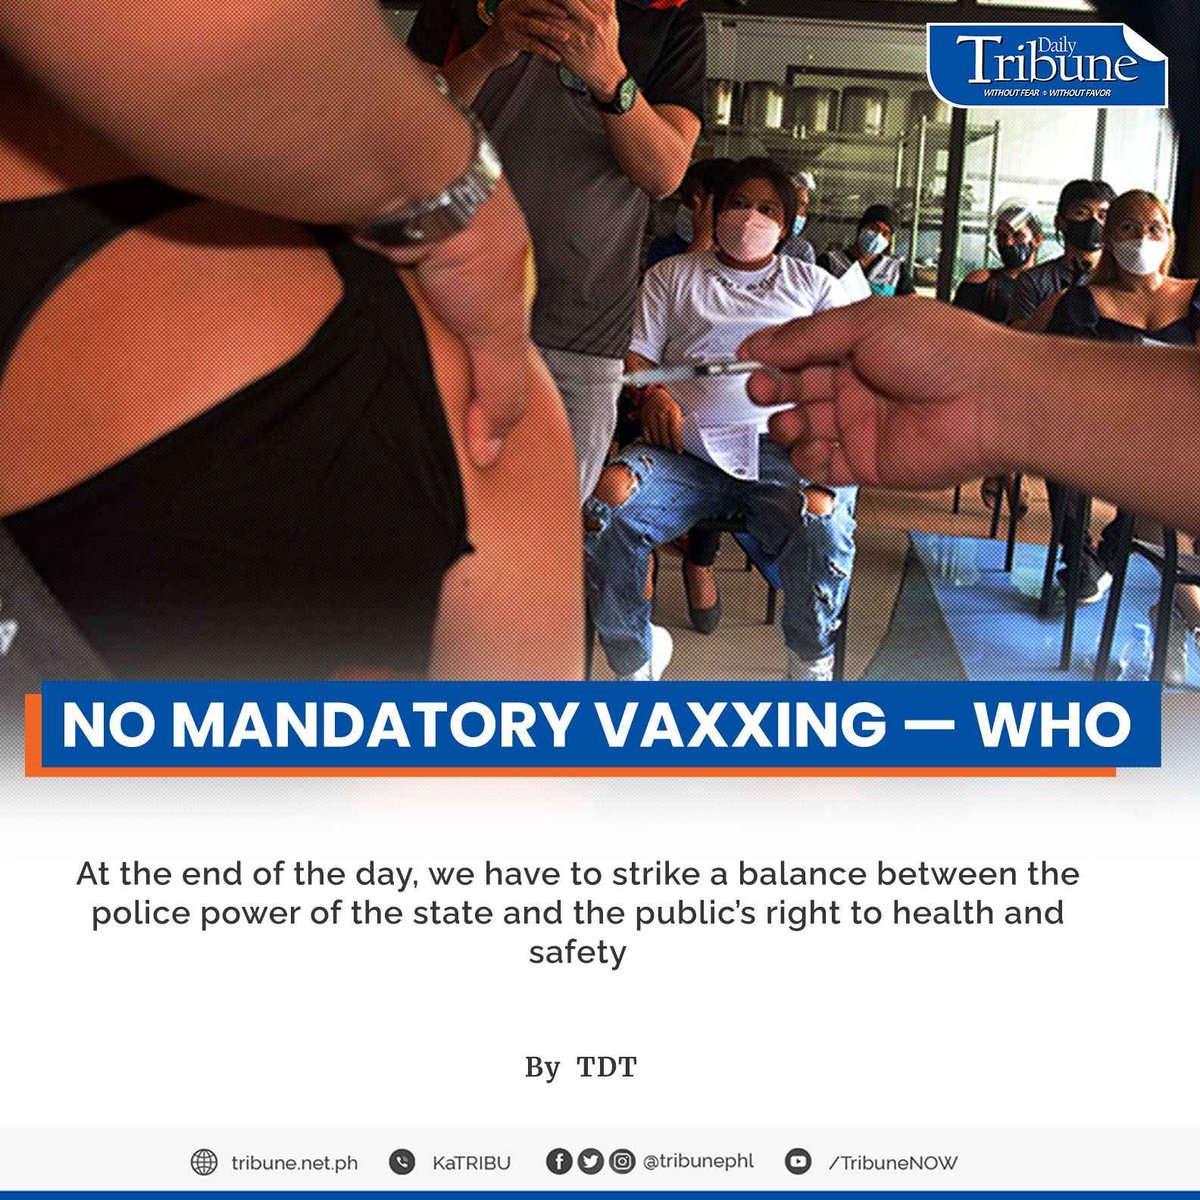 Daily
Tribune
WITHOUT FEAR • WITHOUT FAVOR
NO MANDATORY VAXXING — WHO
At the end of the day, we have to strike a balance between the
police power of the state and the public's right to health and
safety
By TDT
tribune.net.ph KaTRIBU @tribunephl /TribuneNOW